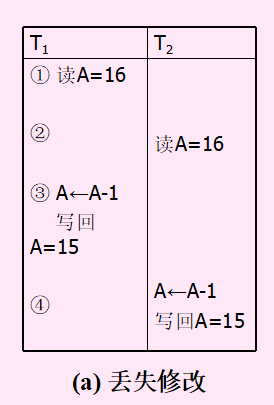 T₁ T₂
① 读A=16
②
读A=16
③ A←A-1
写回
A=15
A←A-1
④
写回A=15
(a) 丢失修改